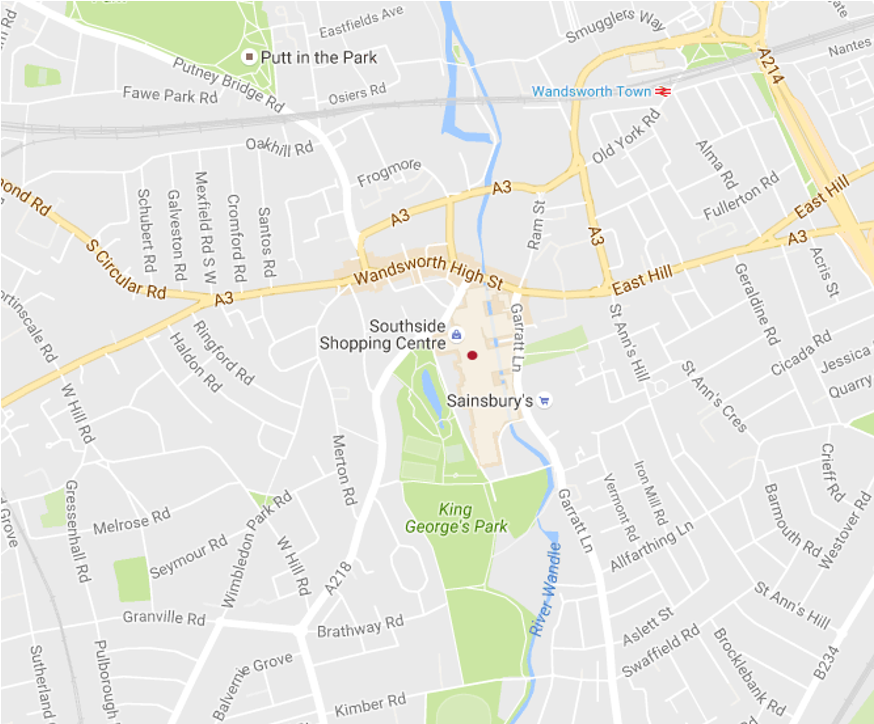 Eastfields Ave
Smugglers Way
Putt in the Park
A214
Nantes
Putney Bridge Rd
Fawe Park Rd
Osiers Rd
Wandsworth Town
Oakhill Rd
Old York Rd
Alma Rd
Frogmore
Fullerton Rd
East Hill
A3
A3
Ram St
A3
A3
Schubert Rd
Galveston Rd
Mexfield Rd S W
Cromford Rd
Santos Rd
ond Rd
S Circular Rd
Wandsworth High St
East Hill
Acris St
A3
Geraldine Rd
ortinscale Rd
Ringford Rd
Haldon Rd
Southside
Shopping Centre
Garratt Ln
St Ann's Hill
Cicada Rd
Jessica
Quarry
St Ann's Cres
Sainsbury's
W Hill Rd
Merton Rd
Crieff Rd
Iron Mill Rd
Vermont Rd
Barmouth Rd
Westover Rd
Gressenhall Rd
Melrose Rd
King
George's Park
Garratt Ln
Allfarthing Ln
d Grove
Seymour Rd
Wimbledon Park Rd
W Hill Rd
A218
River Wandle
St Ann's Hill
Granville Rd
Brathway Rd
Aslett St
Swaffield Rd
Brocklebank Rd
B234
Sutherland
Pulborough
Balvernie Grove
Kimber Rd